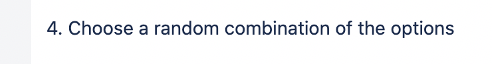 4. Choose a random combination of the options